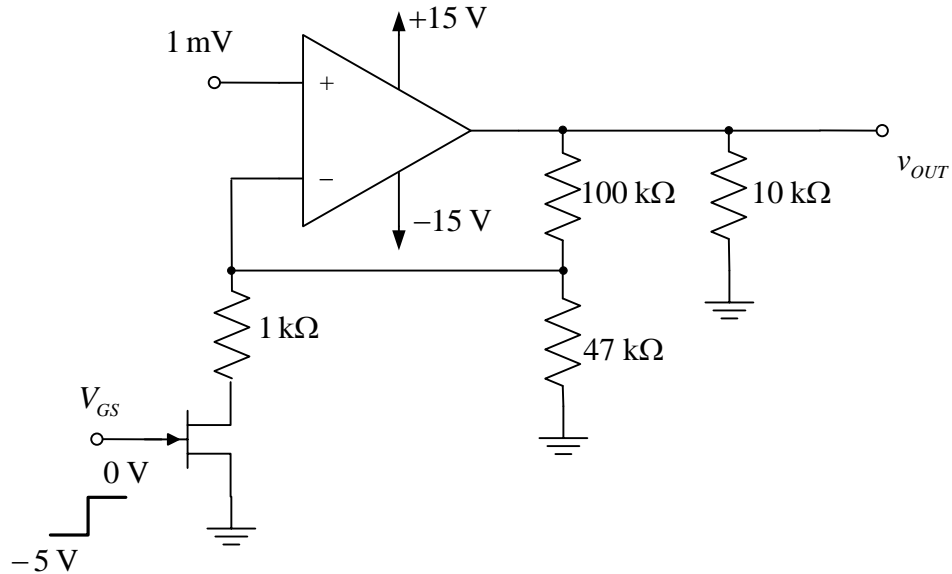 +15 V
1 mV
+
−
−15 V
100 kΩ
10 kΩ
v_OUT
1 kΩ
47 kΩ
V_GS
0 V
−5 V